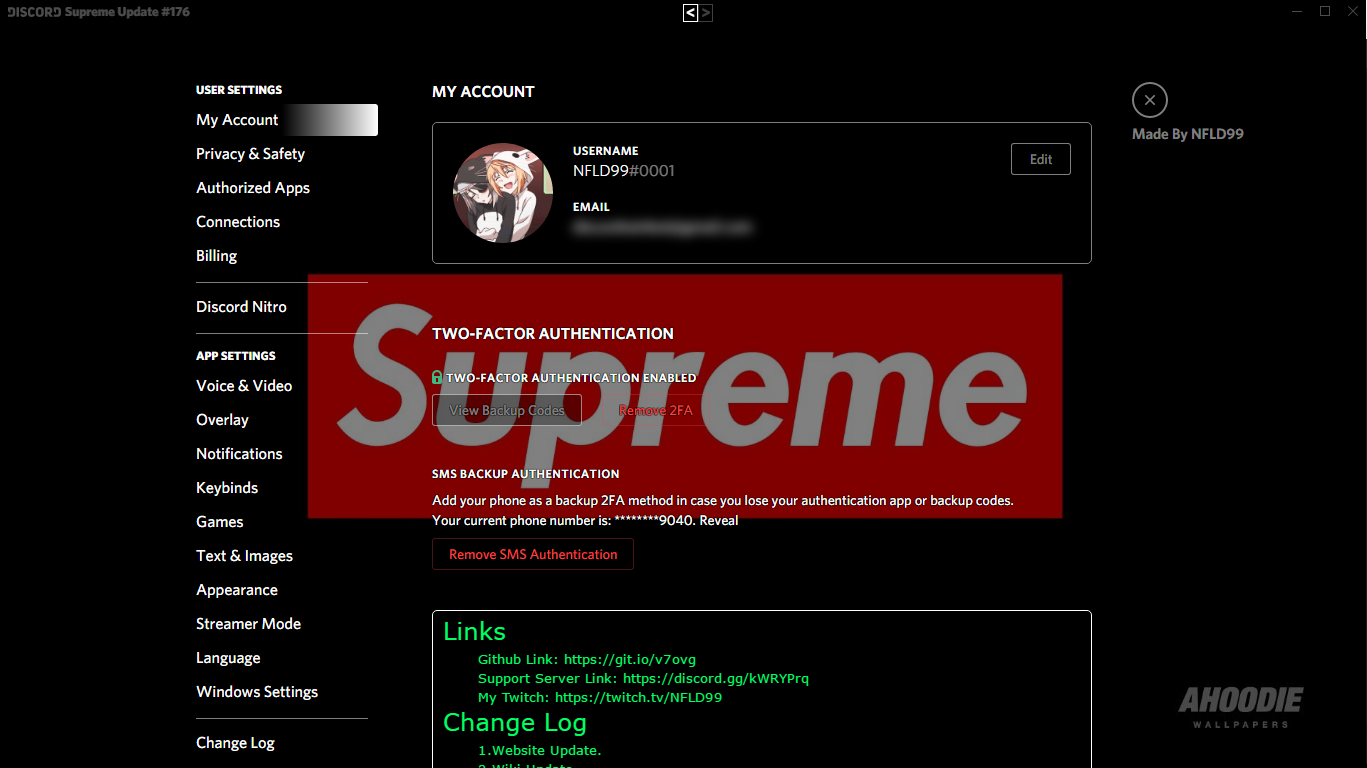 DISCORD Supreme Update #176
< >
USER SETTINGS
My Account
Privacy & Safety
Authorized Apps
Connections
Billing
Discord Nitro
APP SETTINGS
Voice & Video
Overlay
Notifications
Keybinds
Games
Text & Images
Appearance
Streamer Mode
Language
Windows Settings
Change Log
MY ACCOUNT
USERNAME
NFLD99#0001
Edit
EMAIL
Supreme
TWO-FACTOR AUTHENTICATION
TWO-FACTOR AUTHENTICATION ENABLED
View Backup Codes Remove 2FA
SMS BACKUP AUTHENTICATION
Add your phone as a backup 2FA method in case you lose your authentication app or backup codes.
Your current phone number is: ********9040. Reveal
Remove SMS Authentication
Links
Github Link: https://git.io/v7ovg
Support Server Link: https://discord.gg/kWRYPrq
My Twitch: https://twitch.tv/NFLD99
Change Log
1.Website Update.
2.Wiki Update
Made By NFLD99
AHOODIE
WALLPAPERS